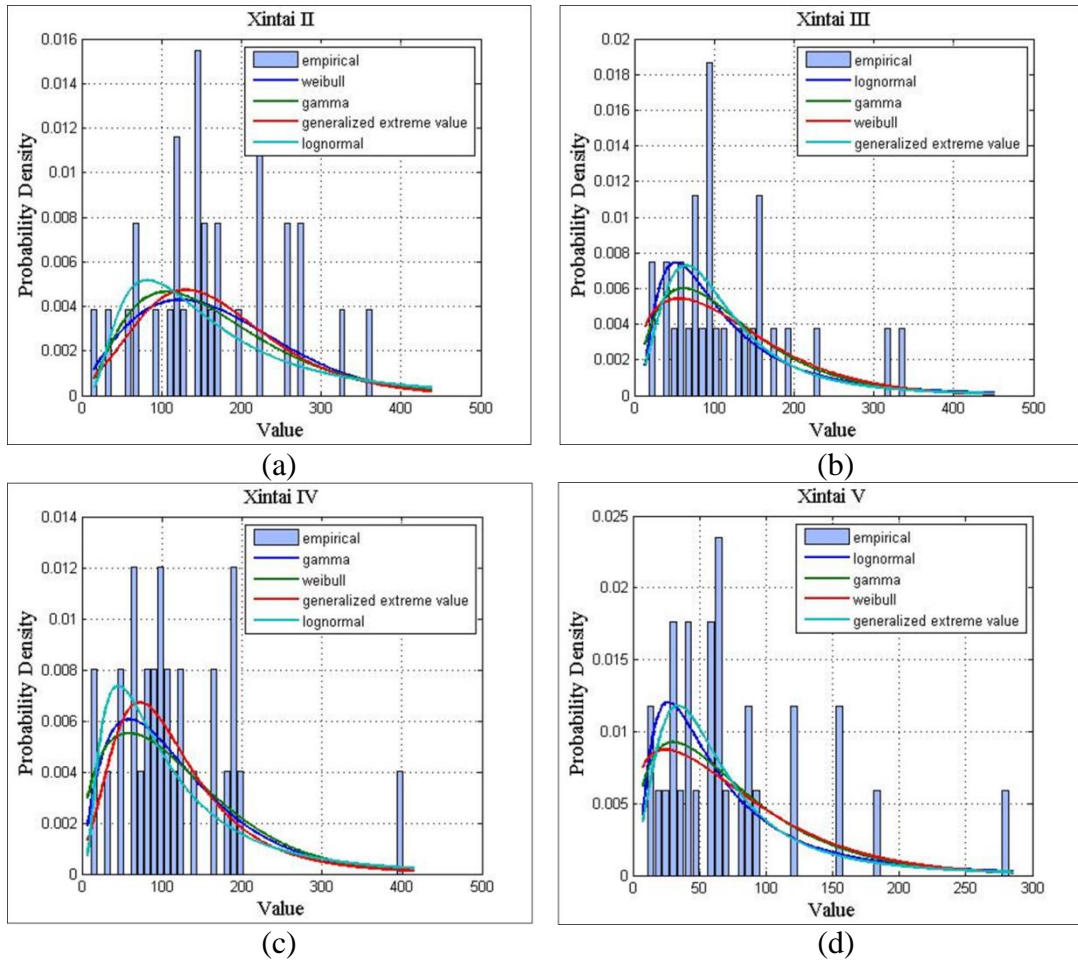 Xintai II
0.016
0.014
0.012
0.01
0.008
0.006
0.004
0.002
0
Probability Density
empirical
weibull
gamma
generalized extreme value
lognormal
0 100 200 300 400 500
Value
(a)
Xintai III
0.02
0.018
0.016
0.014
0.012
0.01
0.008
0.006
0.004
0.002
0
Probability Density
empirical
lognormal
gamma
weibull
generalized extreme value
0 100 200 300 400 500
Value
(b)
Xintai IV
0.014
0.012
0.01
0.008
0.006
0.004
0.002
0
Probability Density
empirical
gamma
weibull
generalized extreme value
lognormal
0 100 200 300 400 500
Value
(c)
Xintai V
0.025
0.02
0.015
0.01
0.005
0
Probability Density
empirical
lognormal
gamma
weibull
generalized extreme value
0 50 100 150 200 250 300
Value
(d)